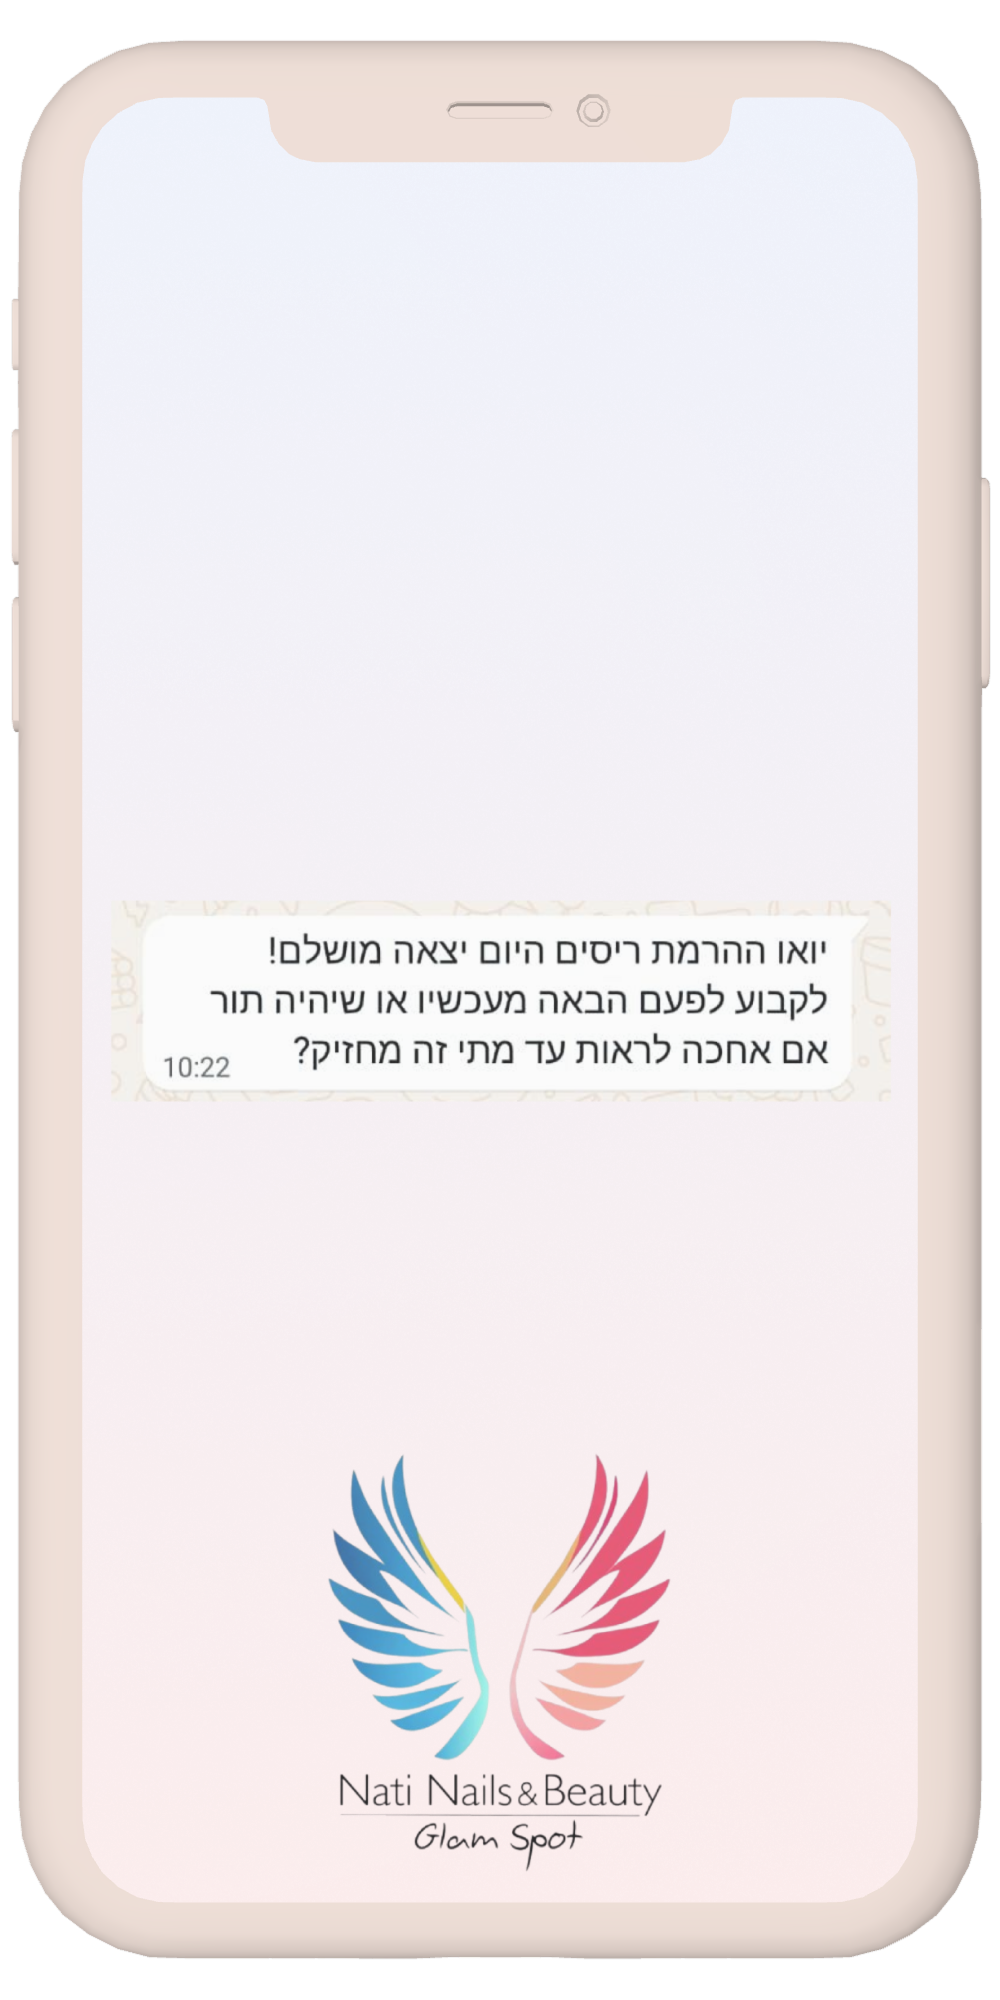 יואו ההרמת ריסים היום יצאה מושלם!
לקבוע לפעם הבאה מעכשיו או שיהיה תור
אם אחכה לראות עד מתי זה מחזיק?
10:22
Nati Nails & Beauty
Glam Spot